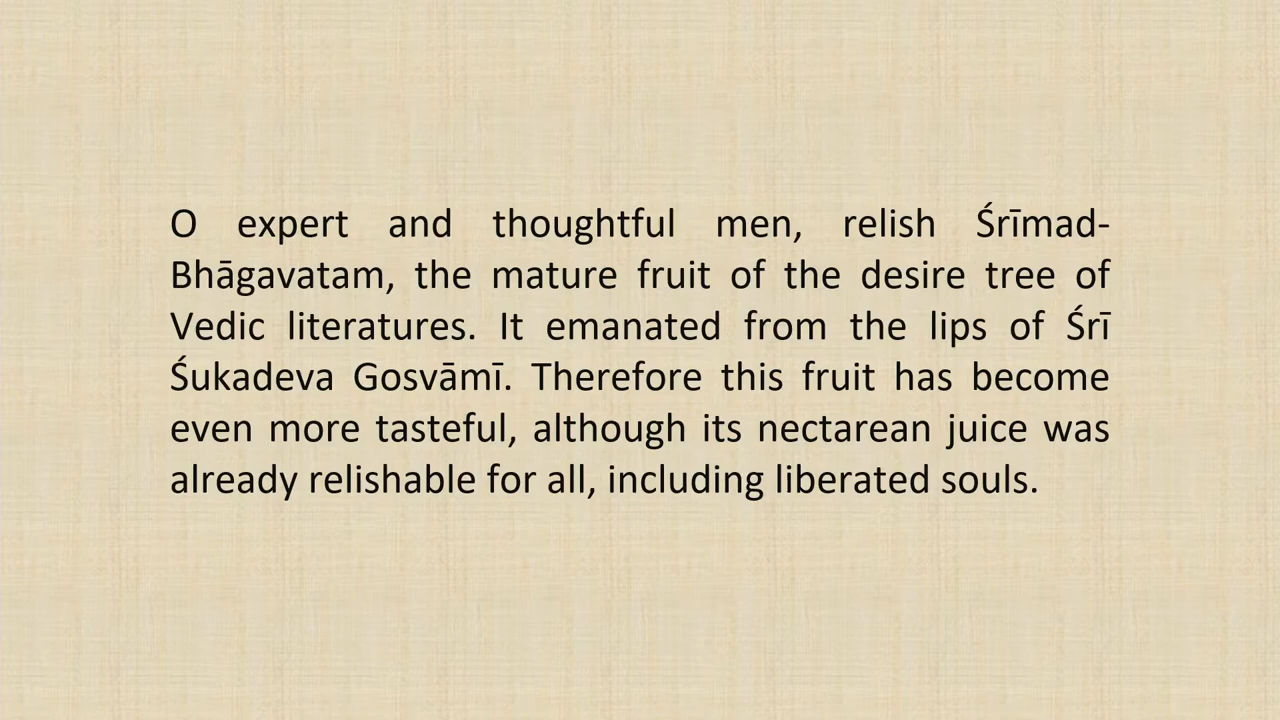 O expert and thoughtful men, relish Śrīmad-
Bhāgavatam, the mature fruit of the desire tree of
Vedic literatures. It emanated from the lips of Śrī
Śukadeva Gosvāmī. Therefore this fruit has become
even more tasteful, although its nectarean juice was
already relishable for all, including liberated souls.